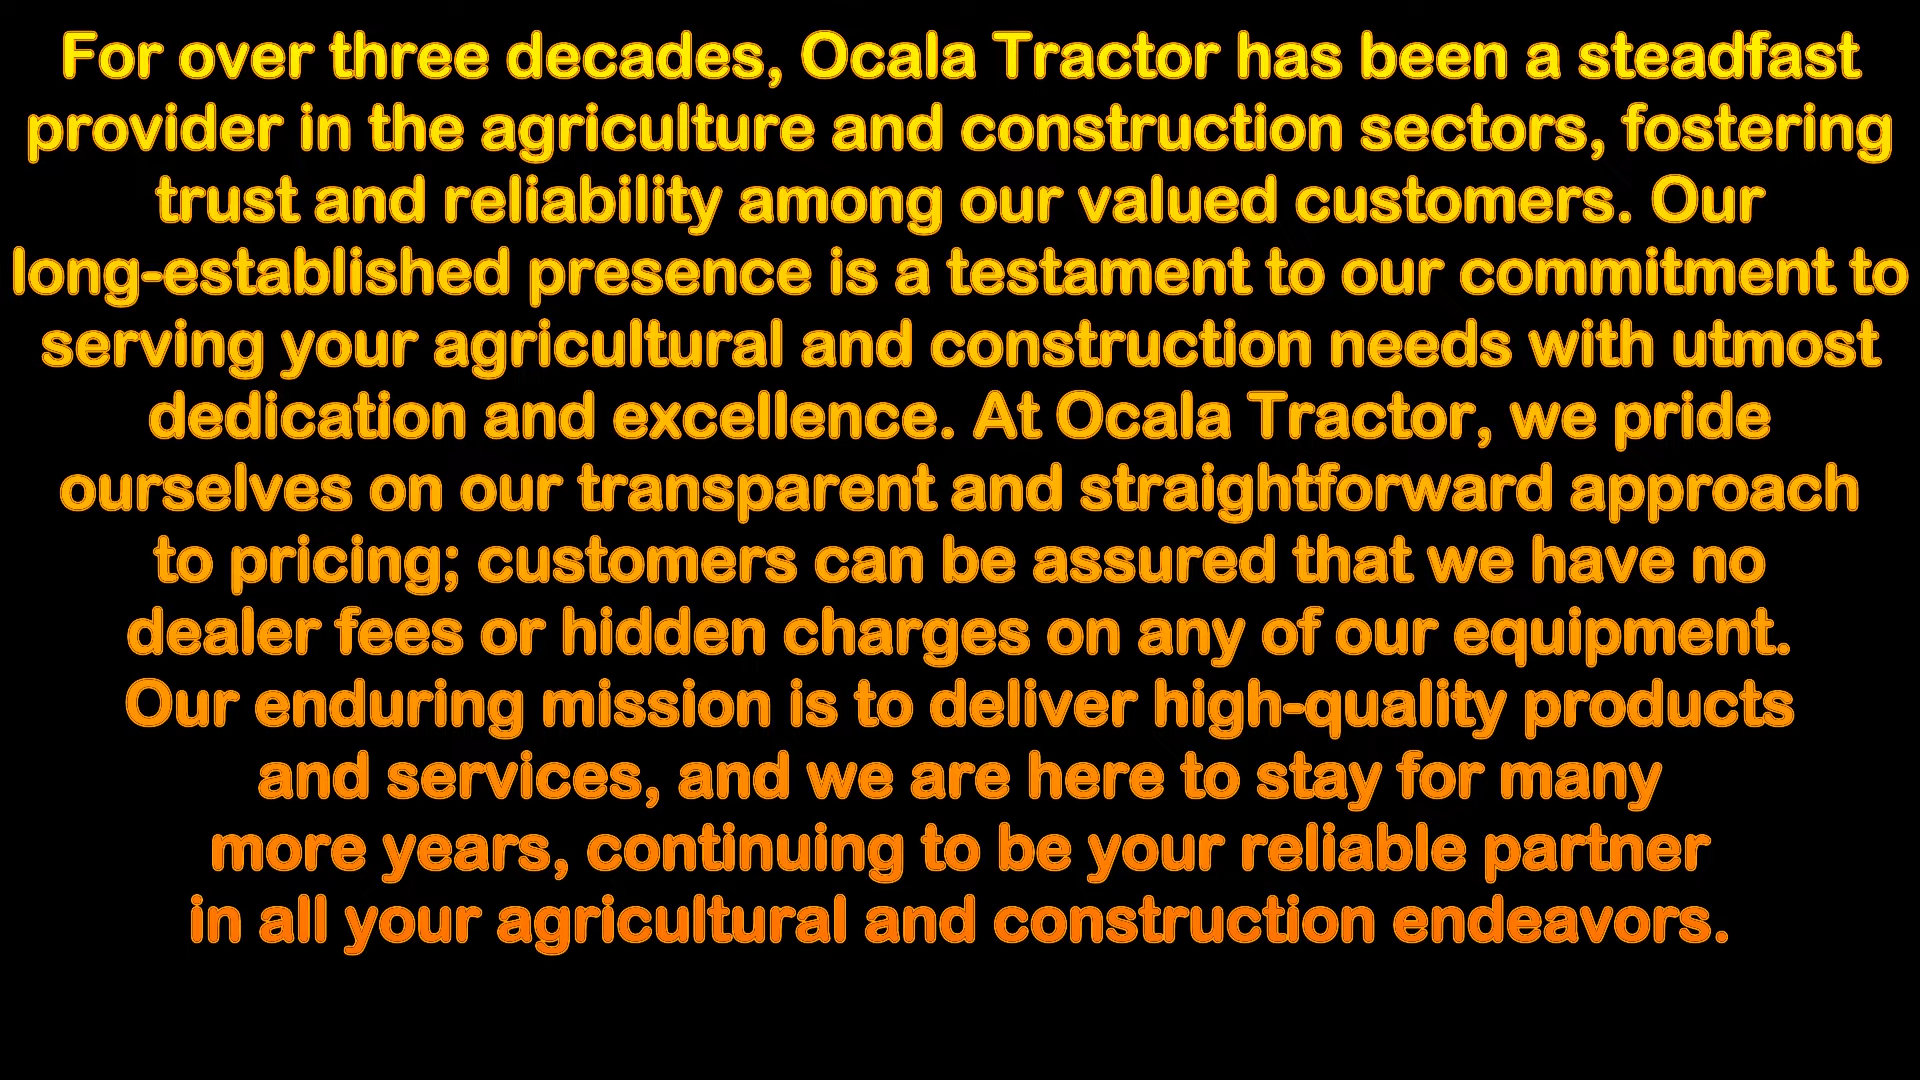 For over three decades, Ocala Tractor has been a steadfast
provider in the agriculture and construction sectors, fostering
trust and reliability among our valued customers. Our
long-established presence is a testament to our commitment to
serving your agricultural and construction needs with utmost
dedication and excellence. At Ocala Tractor, we pride
ourselves on our transparent and straightforward approach
to pricing; customers can be assured that we have no
dealer fees or hidden charges on any of our equipment.
Our enduring mission is to deliver high-quality products
and services, and we are here to stay for many
more years, continuing to be your reliable partner
in all your agricultural and construction endeavors.